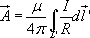 A⃗ = μ/4π ∫_L I/R dl⃗ '